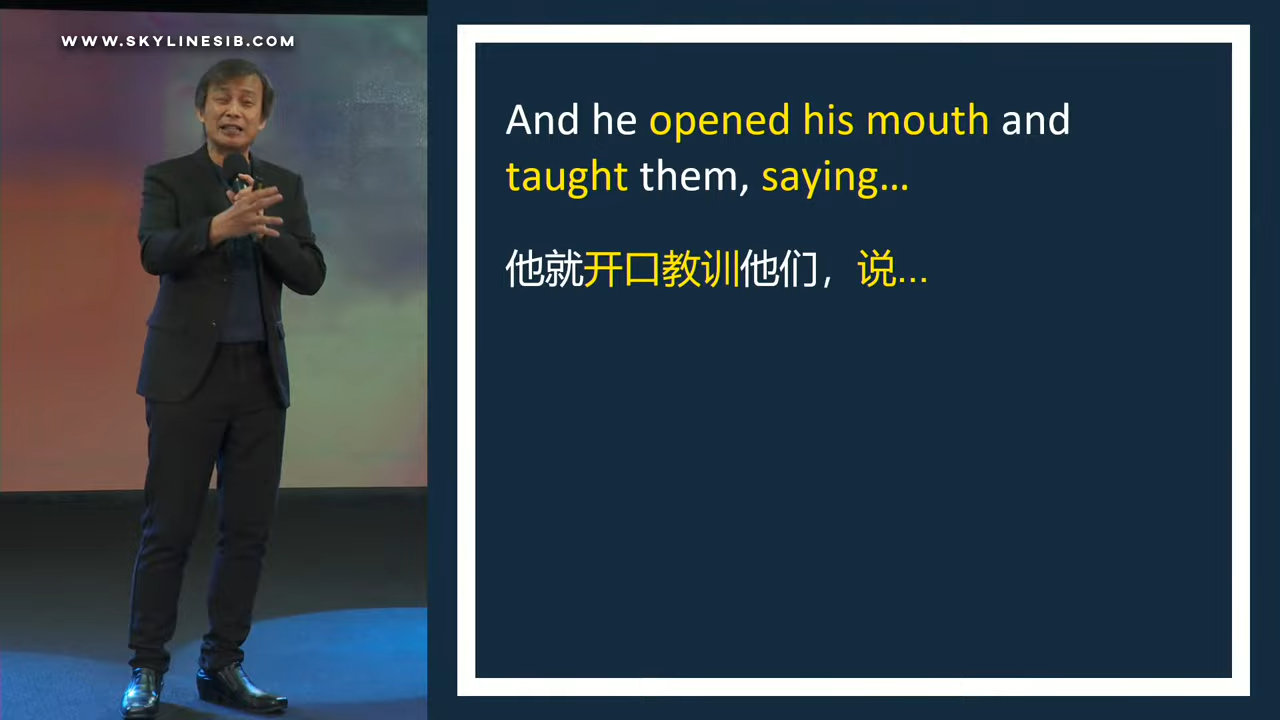 WWW.SKYLINESIB.COM
And he opened his mouth and
taught them, saying…
他就开口教训他们，说…